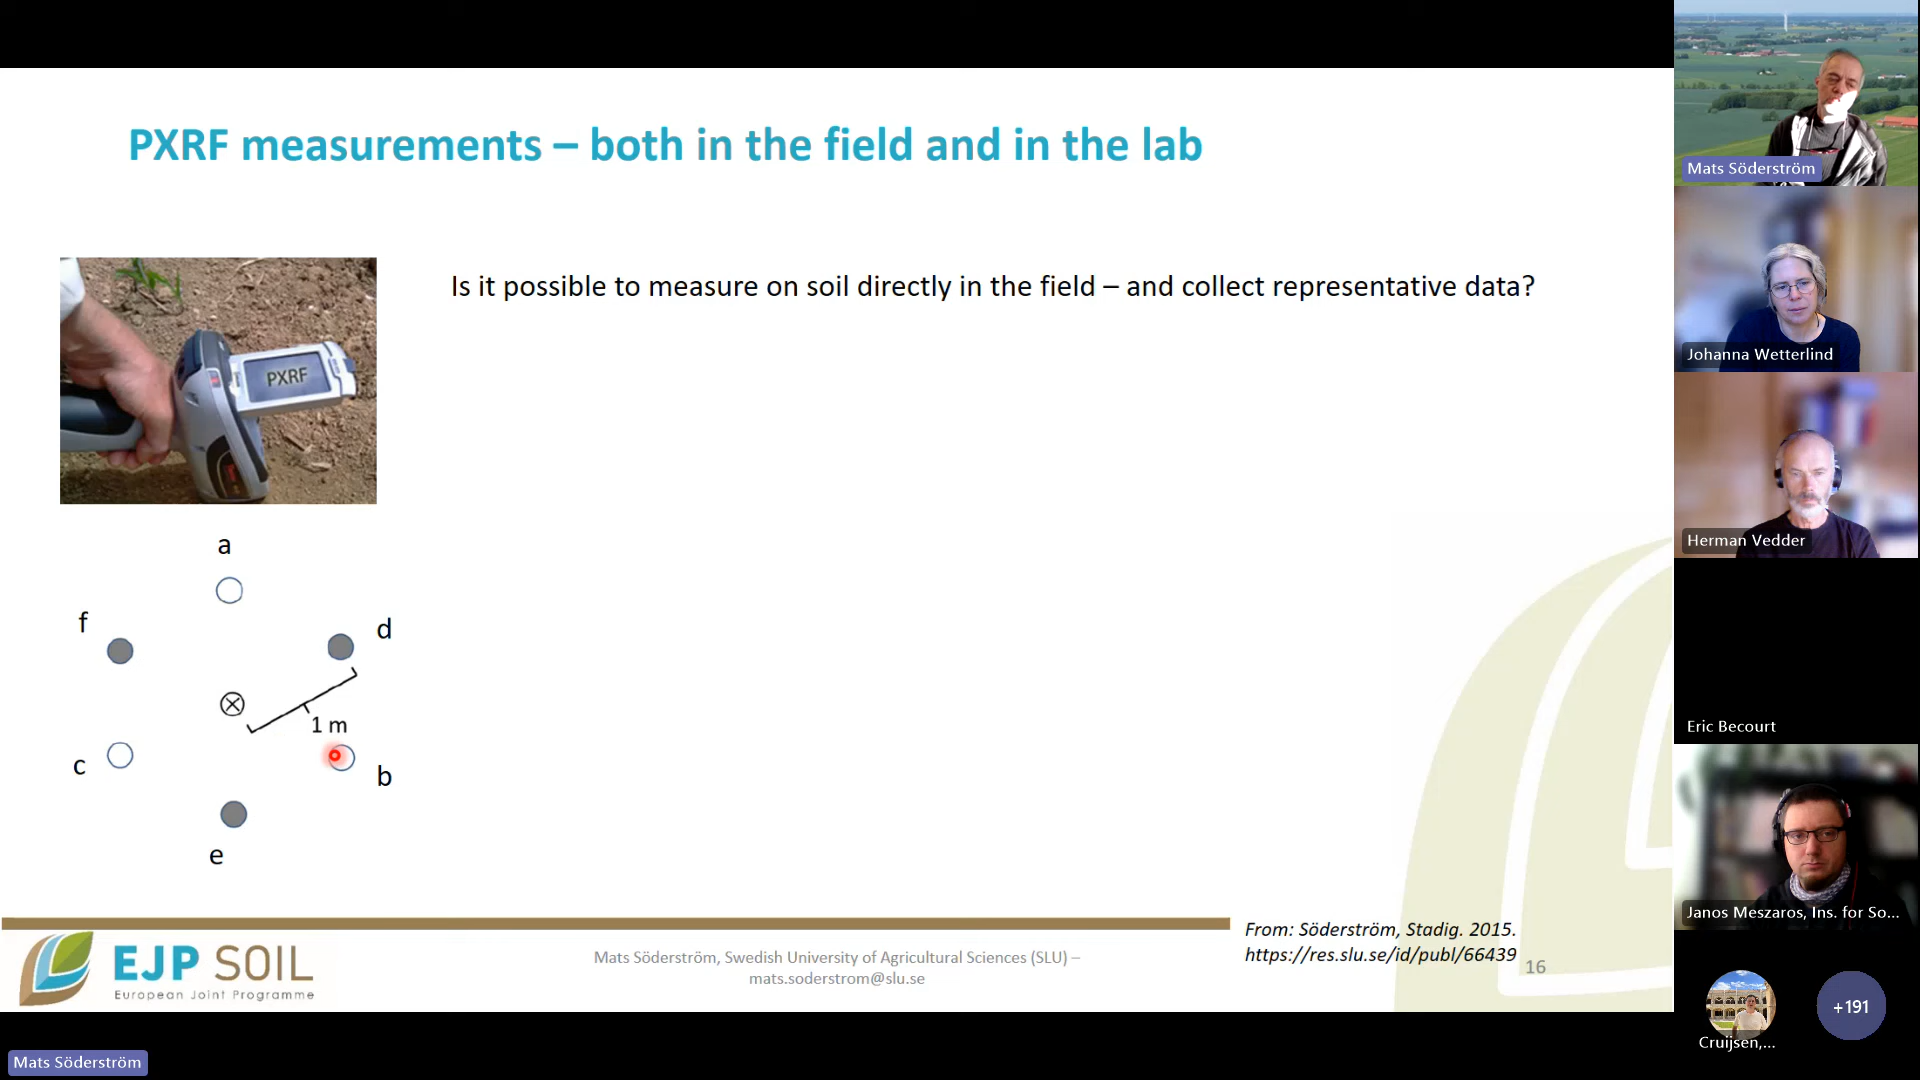 PXRF measurements – both in the field and in the lab
Is it possible to measure on soil directly in the field – and collect representative data?
PXRF
a
f
d
1 m
c
b
e
From: Söderström, Stadig. 2015.
https://res.slu.se/id/publ/66439
16
EJP SOIL
European Joint Programme
Mats Söderström, Swedish University of Agricultural Sciences (SLU) –
mats.soderstrom@slu.se
Mats Söderström
Mats Söderström
Johanna Wetterlind
Herman Vedder
Eric Becourt
Janos Meszaros, Ins. for So...
Cruijsen,...
+191